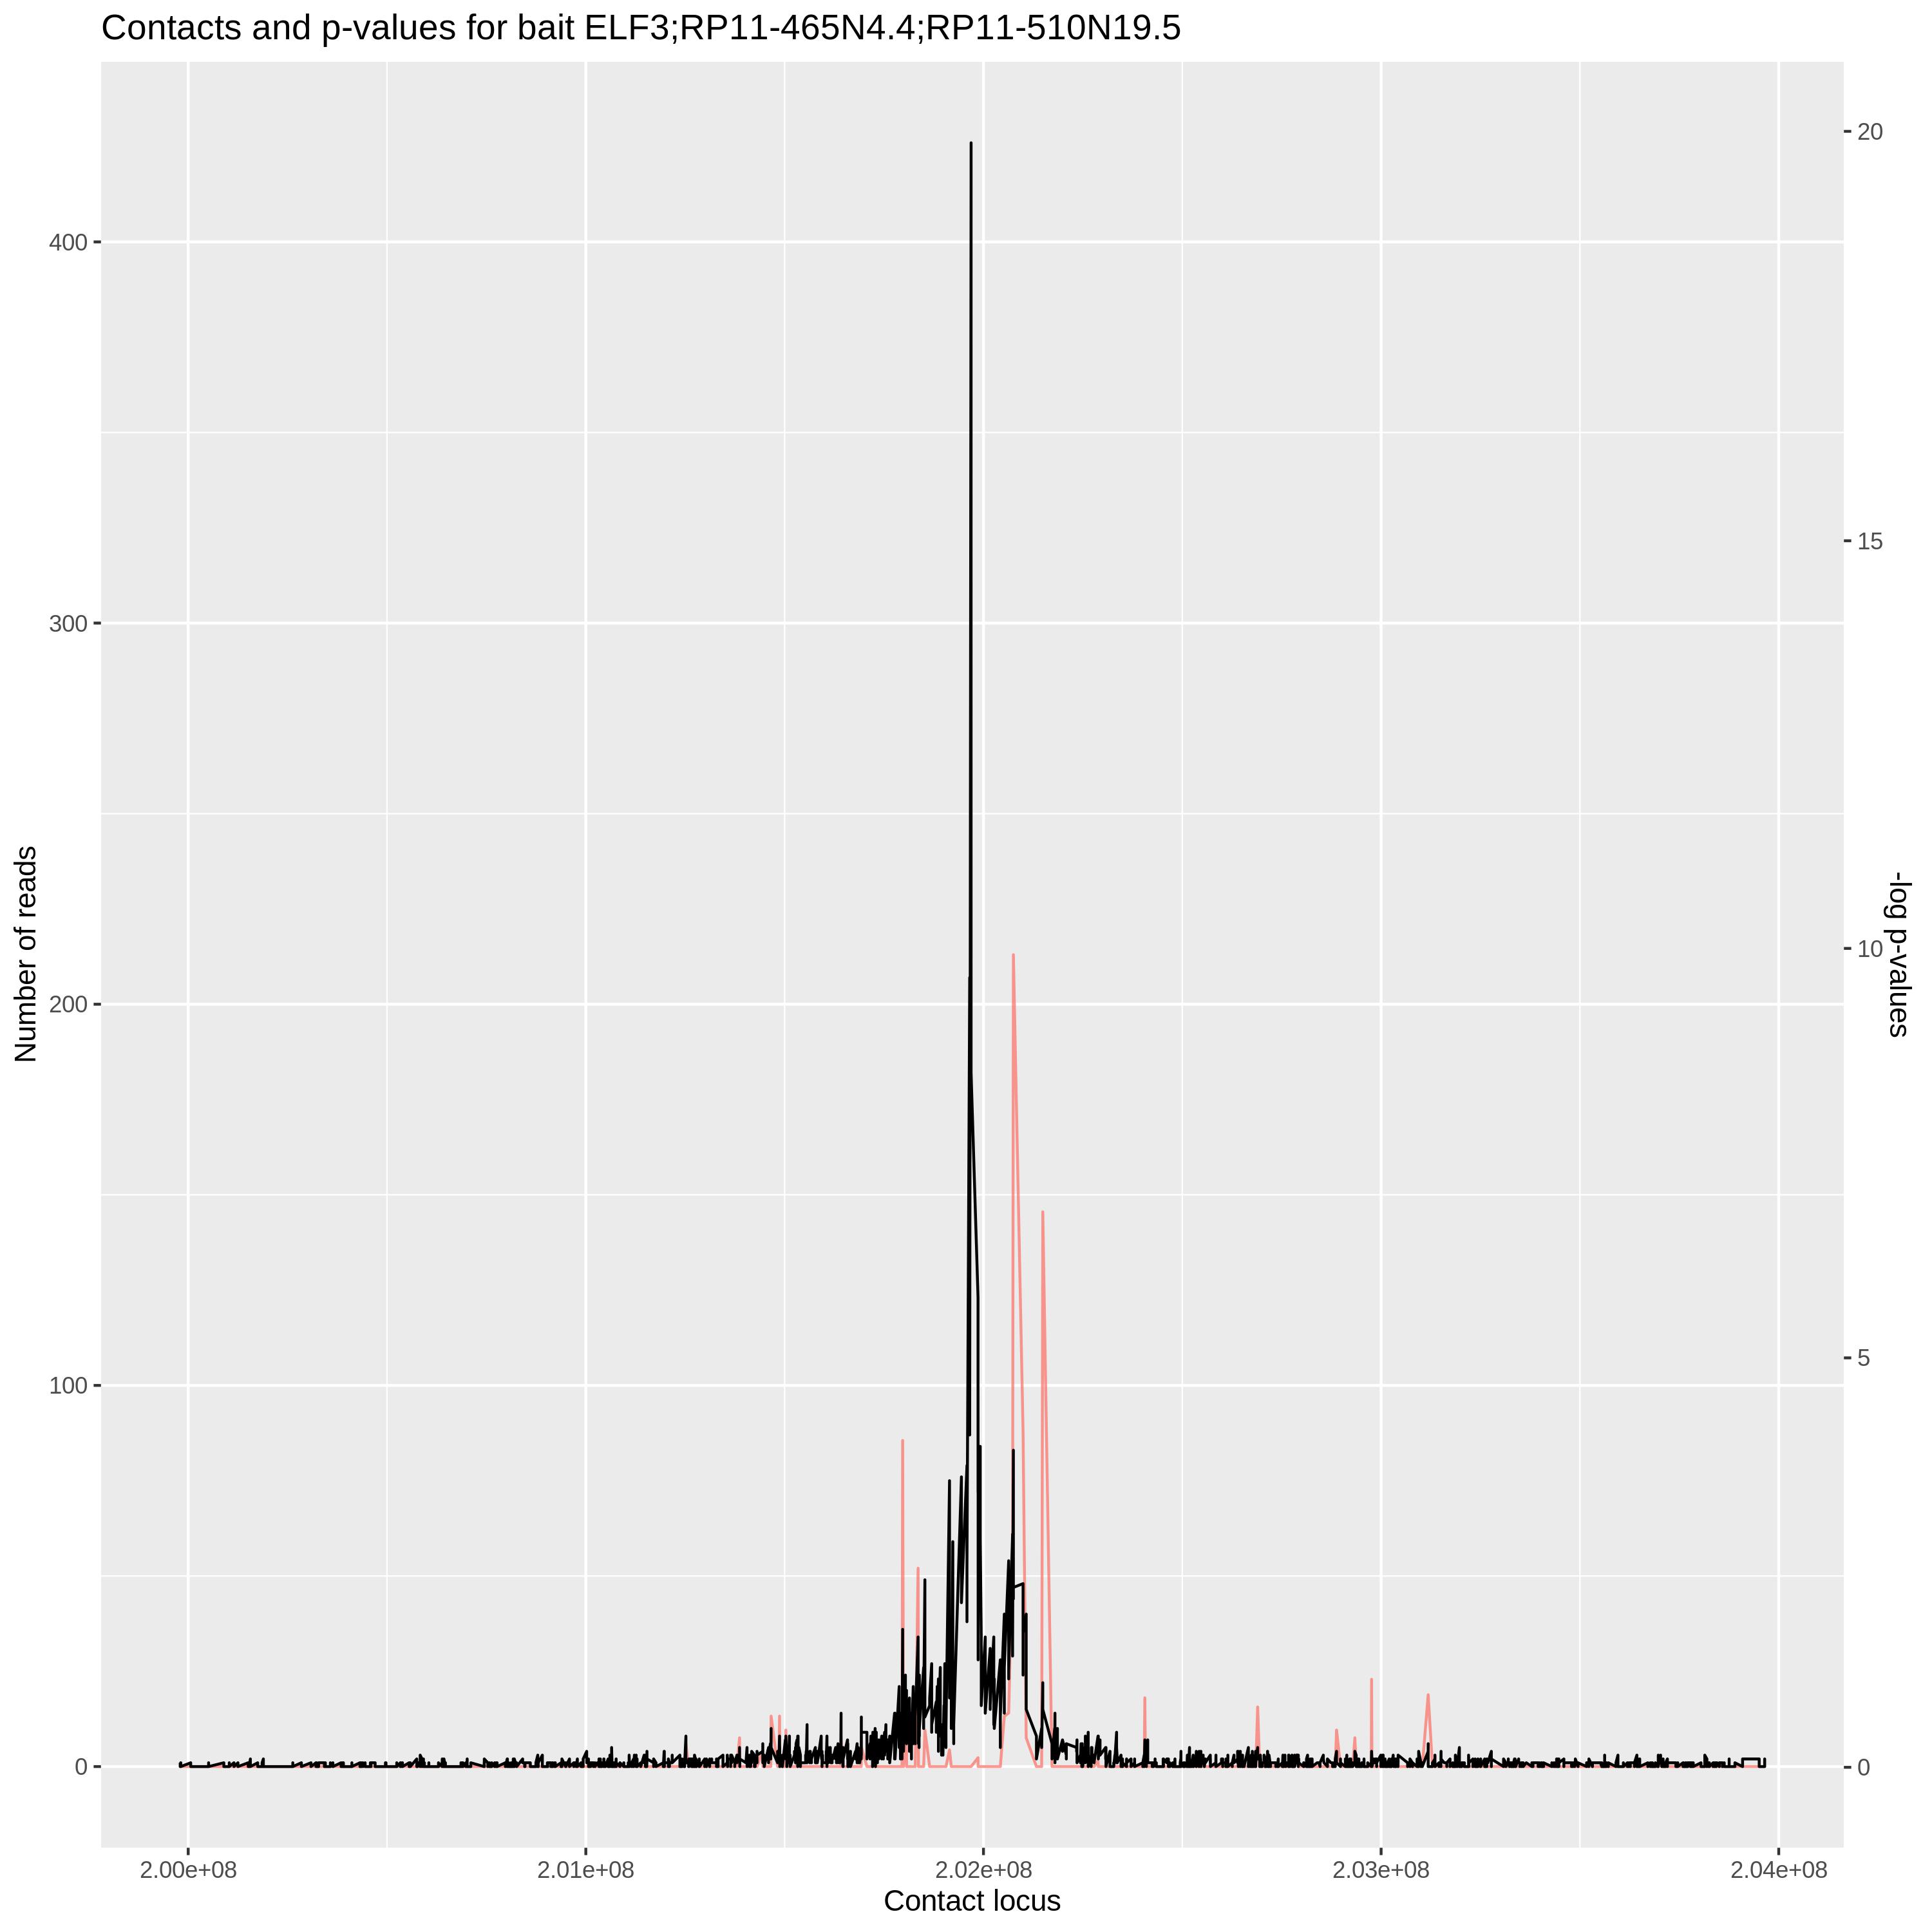 Contacts and p-values for bait ELF3;RP11-465N4.4;RP11-510N19.5
Number of reads
400
300
200
100
0
20
15
10
5
0
-log p-values
2.00e+08
2.01e+08
2.02e+08
2.03e+08
2.04e+08
Contact locus